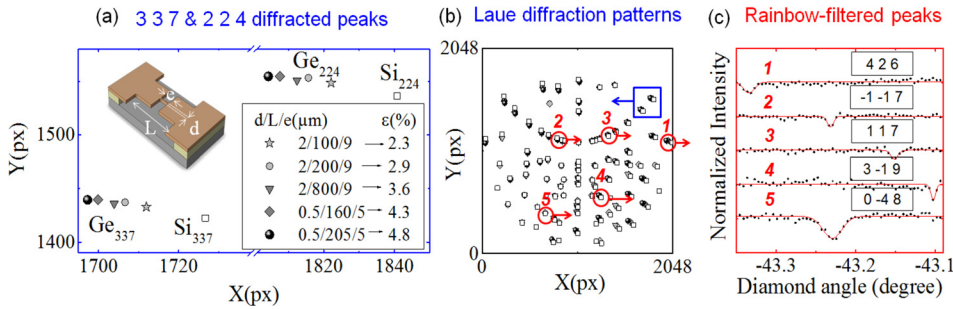 (a) 3 3 7 & 2 2 4 diffracted peaks
Y(px)
1500
1400
1700
1720
1820
1840
X(px)
e
L
d
Ge224
Si224
Ge337
Si337
d/L/e(µm) ε(%)
2/100/9 → 2.3
2/200/9 → 2.9
2/800/9 → 3.6
0.5/160/5 → 4.3
0.5/205/5 → 4.8
(b) Laue diffraction patterns
2048
Y(px)
0
0
2048
X(px)
1
2
3
4
5
(c) Rainbow-filtered peaks
Normalized Intensity
1
4 2 6
2
-1 -1 7
3
1 1 7
4
3 -1 9
5
0 -4 8
-43.3
-43.2
-43.1
Diamond angle (degree)